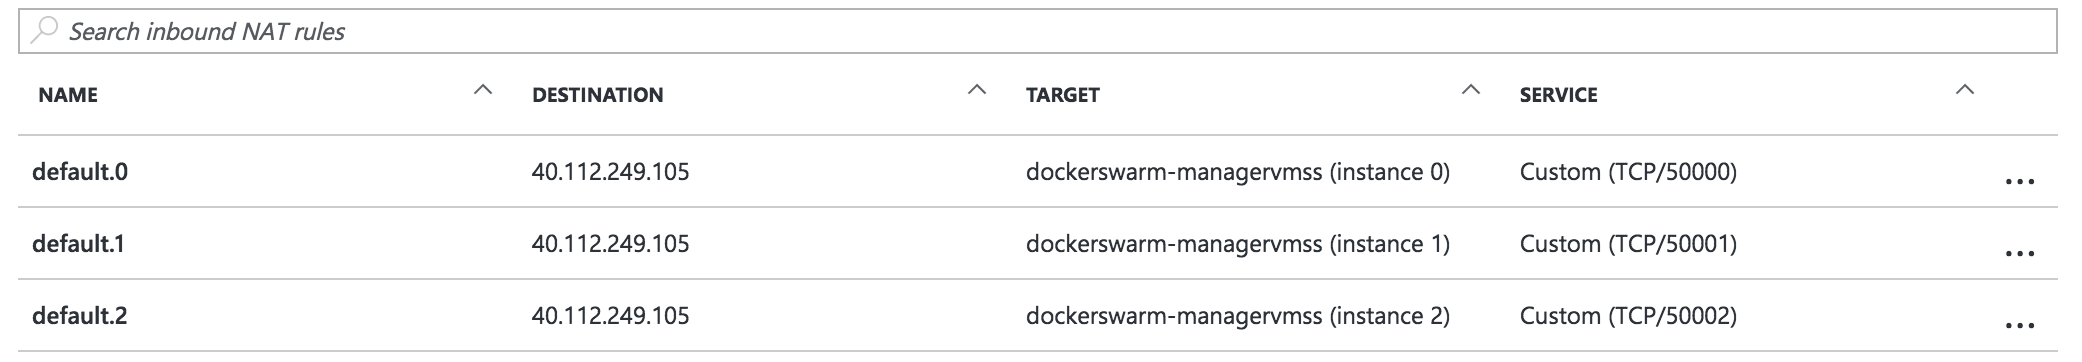 Search inbound NAT rules
NAME DESTINATION TARGET SERVICE
default.0 40.112.249.105 dockerswarm-managervmss (instance 0) Custom (TCP/50000) ...
default.1 40.112.249.105 dockerswarm-managervmss (instance 1) Custom (TCP/50001) ...
default.2 40.112.249.105 dockerswarm-managervmss (instance 2) Custom (TCP/50002) ...